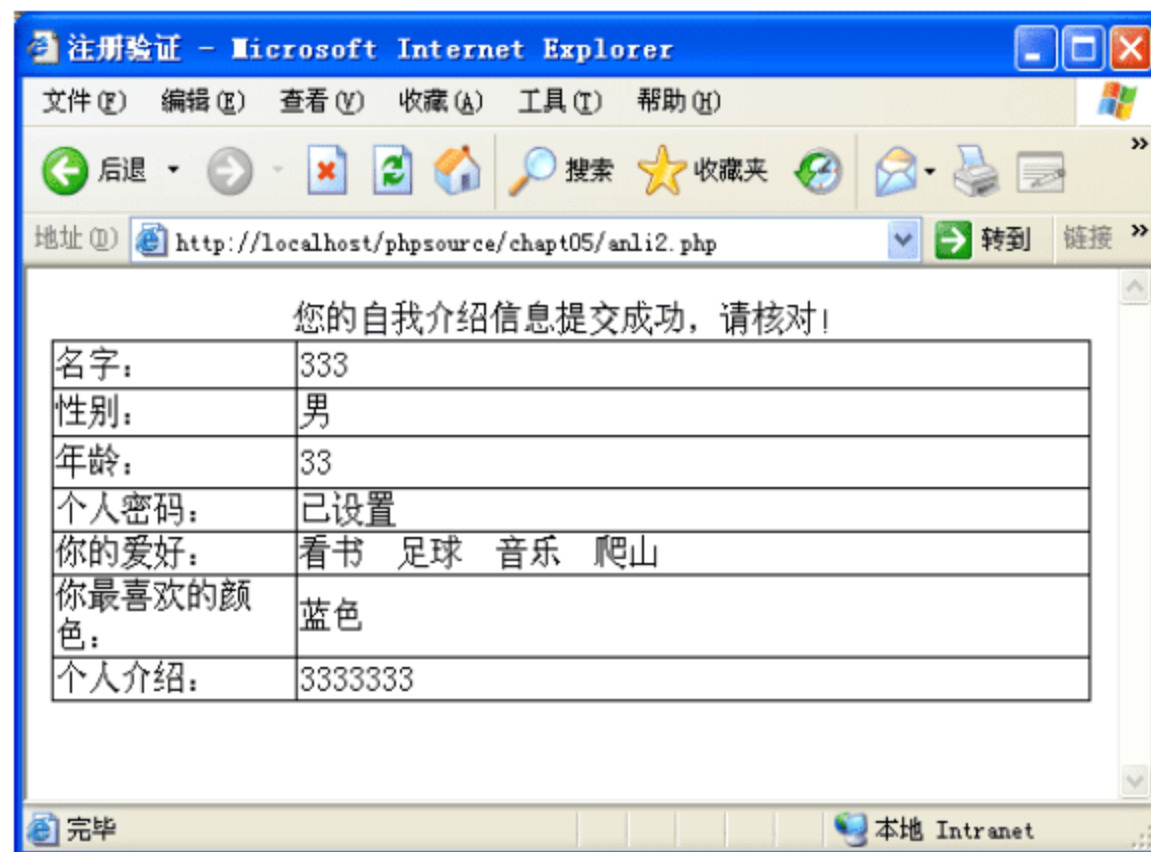 注册验证 - Microsoft Internet Explorer
文件(F) 编辑(E) 查看(V) 收藏(A) 工具(T) 帮助(H)
后退 搜索 收藏夹 »
地址(D) http://localhost/phpsource/chapt05/anli2.php 转到 链接 »
您的自我介绍信息提交成功，请核对!
名字： 333
性别： 男
年龄： 33
个人密码： 已设置
你的爱好： 看书 足球 音乐 爬山
你最喜欢的颜
色： 蓝色
个人介绍： 3333333
完毕 本地 Intranet